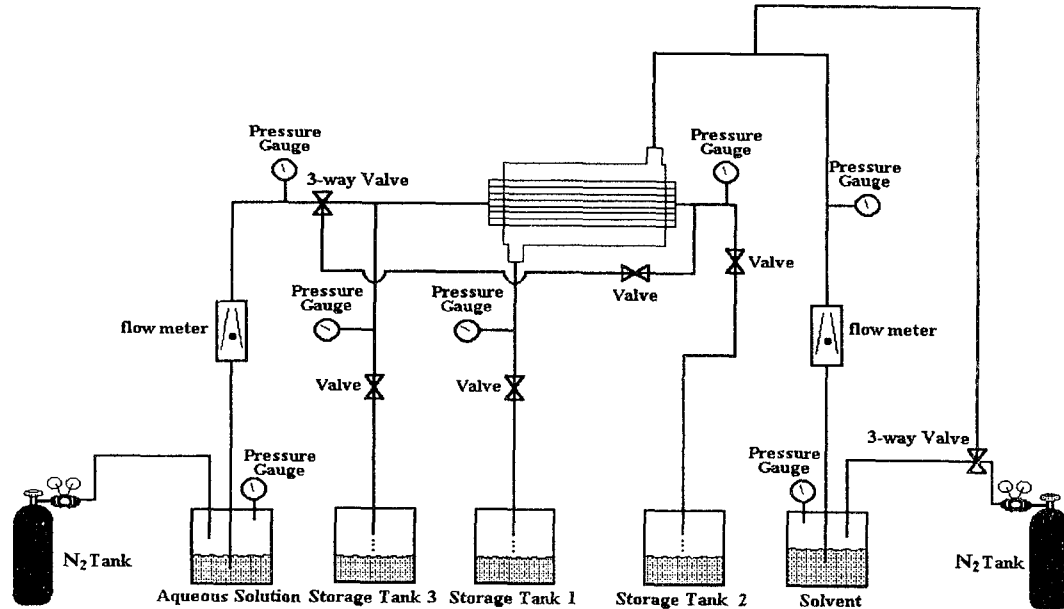 Pressure
Gauge
3-way Valve
Pressure
Gauge
Pressure
Gauge
Valve
Valve
Pressure
Gauge
Pressure
Gauge
flow meter
flow meter
Valve
Valve
3-way Valve
Pressure
Gauge
Pressure
Gauge
N2 Tank
N2 Tank
Aqueous Solution
Storage Tank 3
Storage Tank 1
Storage Tank 2
Solvent